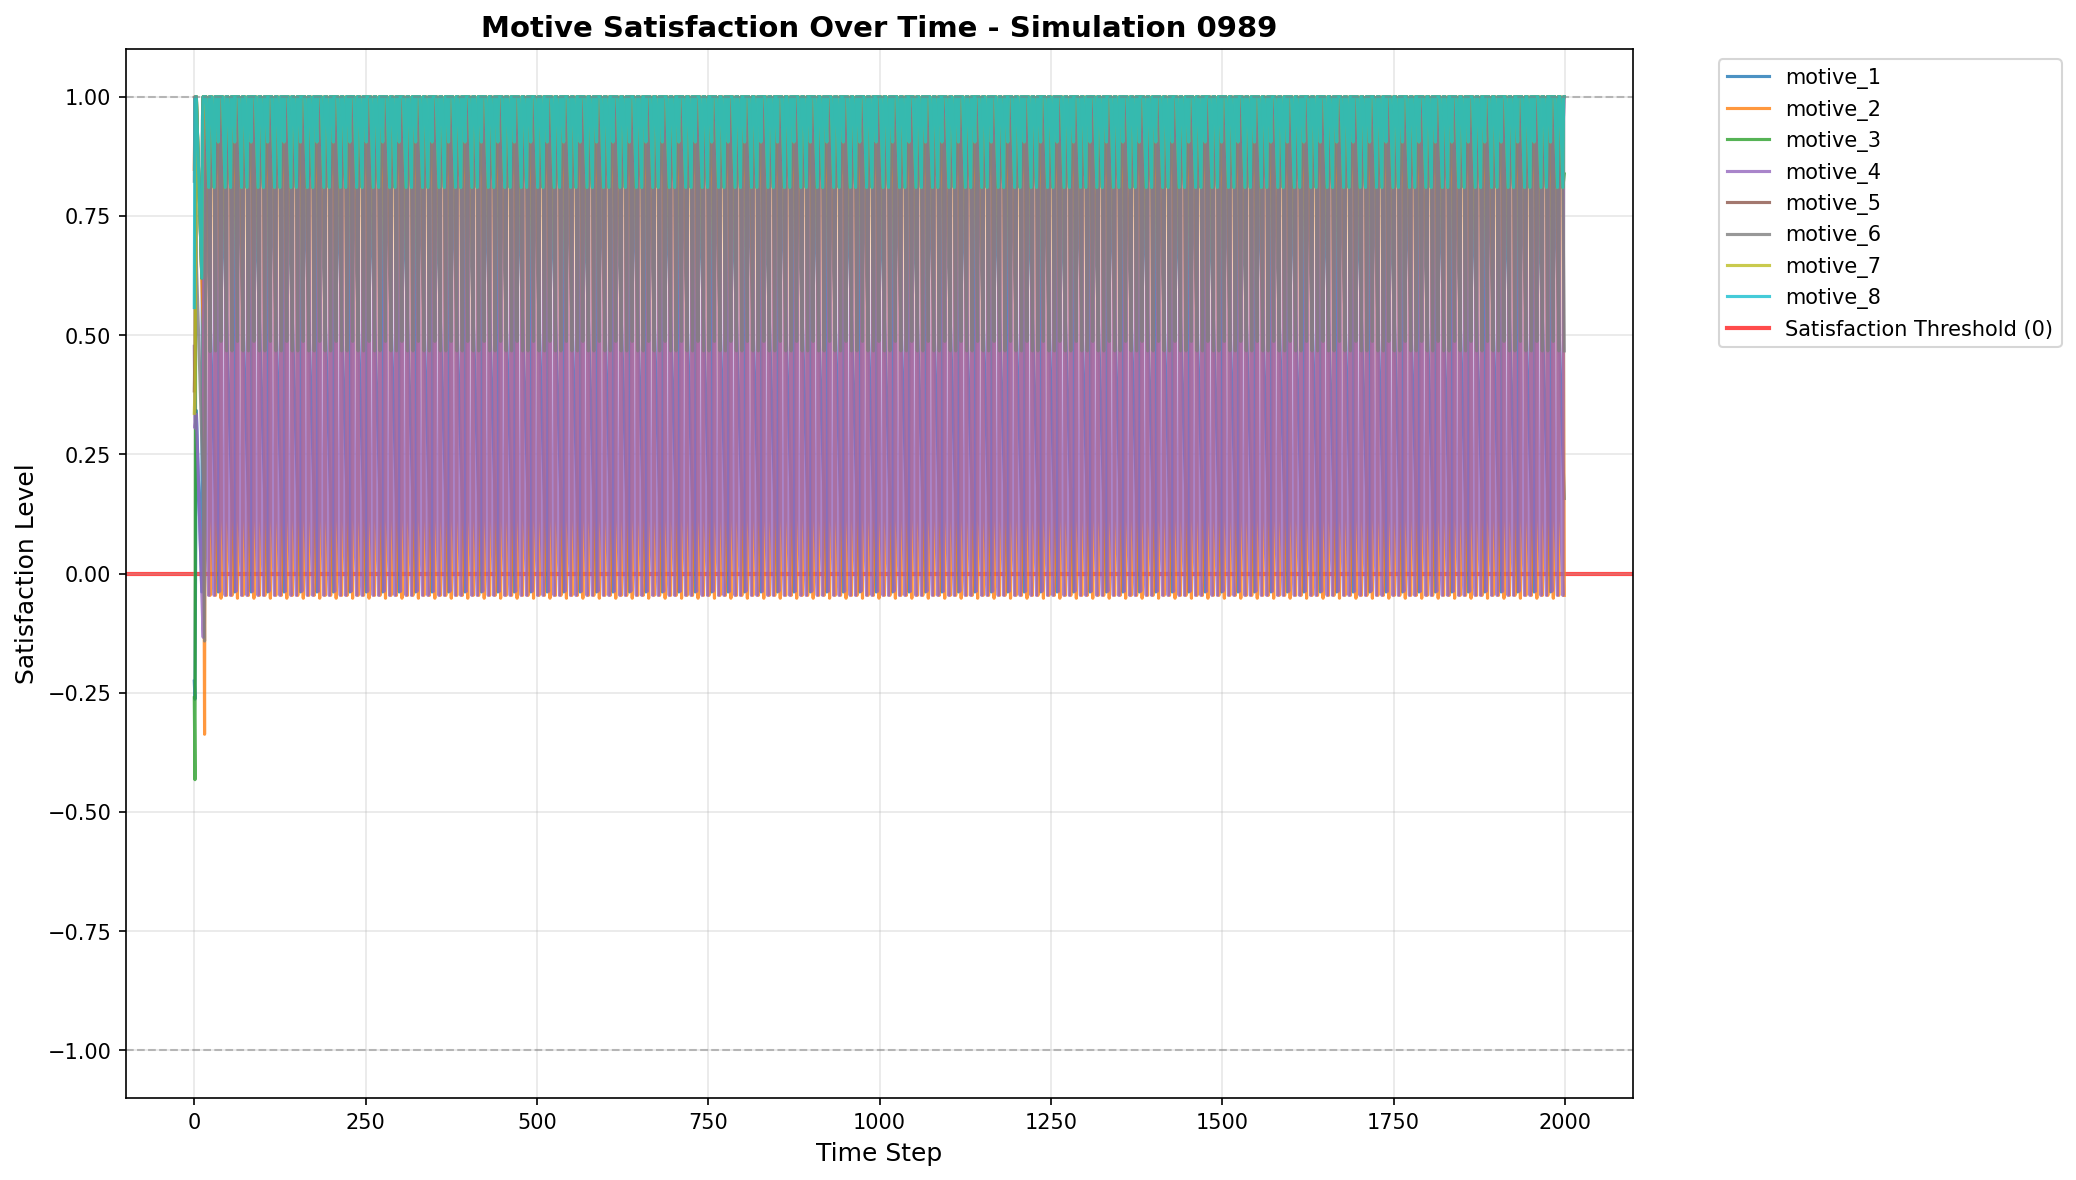 Motive Satisfaction Over Time - Simulation 0989
1.00
0.75
0.50
0.25
0.00
−0.25
−0.50
−0.75
−1.00
Satisfaction Level
0 250 500 750 1000 1250 1500 1750 2000
Time Step
motive_1
motive_2
motive_3
motive_4
motive_5
motive_6
motive_7
motive_8
Satisfaction Threshold (0)